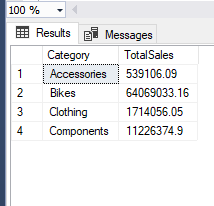 100 %
Results Messages
Category TotalSales
1 Accessories 539106.09
2 Bikes 64069033.16
3 Clothing 1714056.05
4 Components 11226374.9